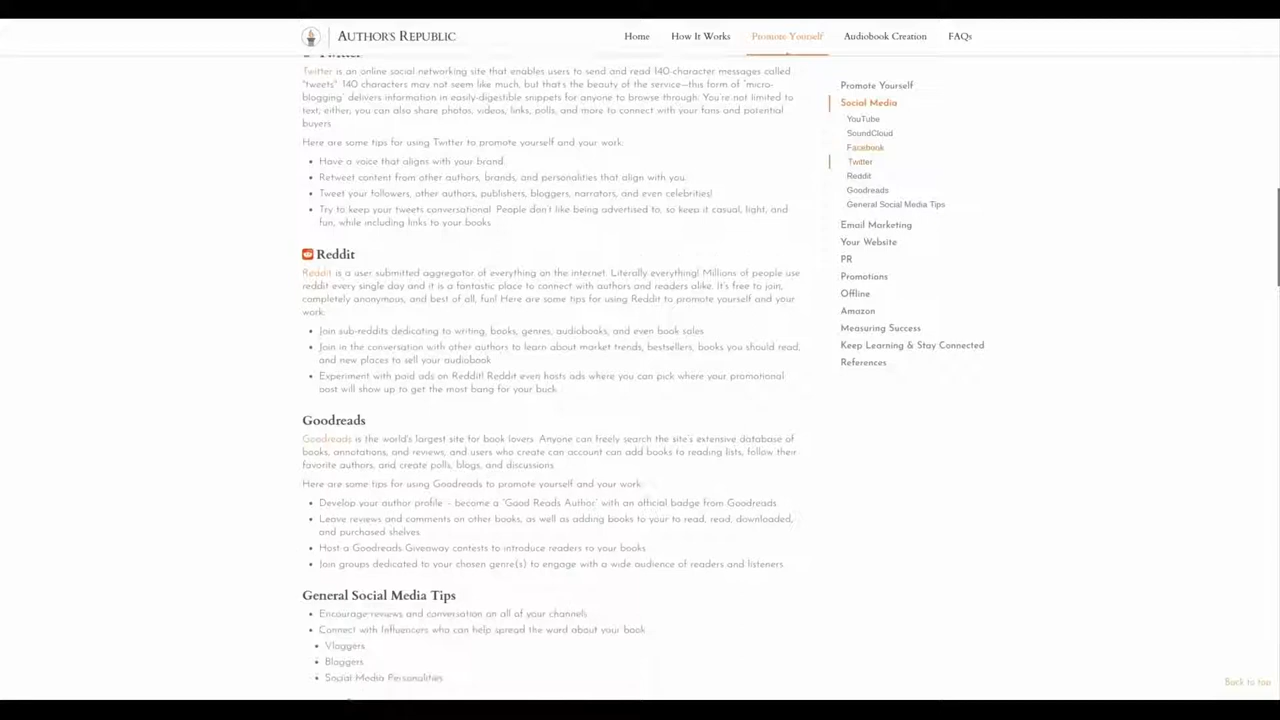 AUTHOR'S REPUBLIC
Home
How It Works
Promote Yourself
Audiobook Creation
FAQs
Twitter
Twitter is an online social networking site that enables users to send and read 140-character messages called
"tweets". 140 characters may not seem like much, but that's the beauty of the service—this form of "micro-
blogging" delivers information in easily-digestible snippets for anyone to browse through. You're not limited to
text, either, you can also share photos, videos, links, polls, and more to connect with your fans and potential
buyers.
Here are some tips for using Twitter to promote yourself and your work:
• Have a voice that aligns with your brand.
• Retweet content from other authors, brands, and personalities that align with you.
• Tweet your followers, other authors, publishers, bloggers, narrators, and even celebrities!
• Try to keep your tweets conversational. People don't like being advertised to, so keep it casual, light, and
fun, while including links to your books.
Reddit
Reddit is a user submitted aggregator of everything on the internet. Literally everything! Millions of people use
reddit every single day and it is a fantastic place to connect with authors and readers alike. It's free to join,
completely anonymous, and best of all, fun! Here are some tips for using Reddit to promote yourself and your
work:
• Join sub-reddits dedicating to writing, books, genres, audiobooks, and even book sales
• Join in the conversation with other authors to learn about market trends, bestsellers, books you should read,
and new places to sell your audiobook
• Experiment with paid ads on Reddit! Reddit even hosts ads where you can pick where your promotional
post will show up to get the most bang for your buck.
Goodreads
Goodreads is the world's largest site for book lovers. Anyone can freely search the site's extensive database of
books, annotations, and reviews, and users who create can account can add books to reading lists, follow their
favorite authors, and create polls, blogs, and discussions.
Here are some tips for using Goodreads to promote yourself and your work:
• Develop your author profile - become a "Good Reads Author" with an official badge from Goodreads.
• Leave reviews and comments on other books, as well as adding books to your to read, read, downloaded,
and purchased shelves.
• Host a Goodreads Giveaway contests to introduce readers to your books
• Join groups dedicated to your chosen genre(s) to engage with a wide audience of readers and listeners.
General Social Media Tips
• Encourage reviews and conversation on all of your channels
• Connect with Influencers who can help spread the word about your book
• Vloggers
• Bloggers
• Social Media Personalities
Promote Yourself
Social Media
YouTube
SoundCloud
Facebook
Twitter
Reddit
Goodreads
General Social Media Tips
Email Marketing
Your Website
PR
Promotions
Offline
Amazon
Measuring Success
Keep Learning & Stay Connected
References
Back to top